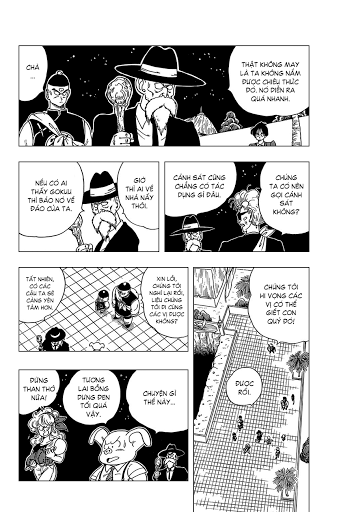 THẬT KHÔNG MAY
LÀ TA KHÔNG NẮM
ĐƯỢC CHIÊU THỨC
ĐÓ, NÓ DIỄN RA
QUÁ NHANH.
CHÀ
...
CHÚNG
TA CÓ NÊN
GỌI CẢNH
SÁT
KHÔNG?
CẢNH SÁT CŨNG
CHẲNG CÓ TÁC
DỤNG GÌ ĐÂU.
GIỜ
THÌ AI VỀ
NHÀ NẤY
THÔI.
NẾU CÓ AI
THẤY GOKUU
THÌ BẢO NÓ VỀ
ĐẢO CỦA TA.
CHÚNG TÔI
HI VỌNG CÁC
VỊ CÓ THỂ
GIẾT CON
QUỶ ĐÓ!
ĐƯỢC
RỒI.
XIN LỖI,
CHÚNG TÔI
NGHĨ LẠI RỒI,
LIỆU CHÚNG
TÔI ĐI CÙNG
CÁC VỊ ĐƯỢC
KHÔNG?
TẤT NHIÊN,
CÓ CÁC
CẬU TA SẼ
CÀNG YÊN
TÂM HƠN.
CHUYỆN GÌ
THẾ NÀY...
TƯƠNG
LAI BỖNG
DƯNG ĐEN
TỐI QUÁ
VẬY.
ĐỪNG
THAN THỞ
NỮA!